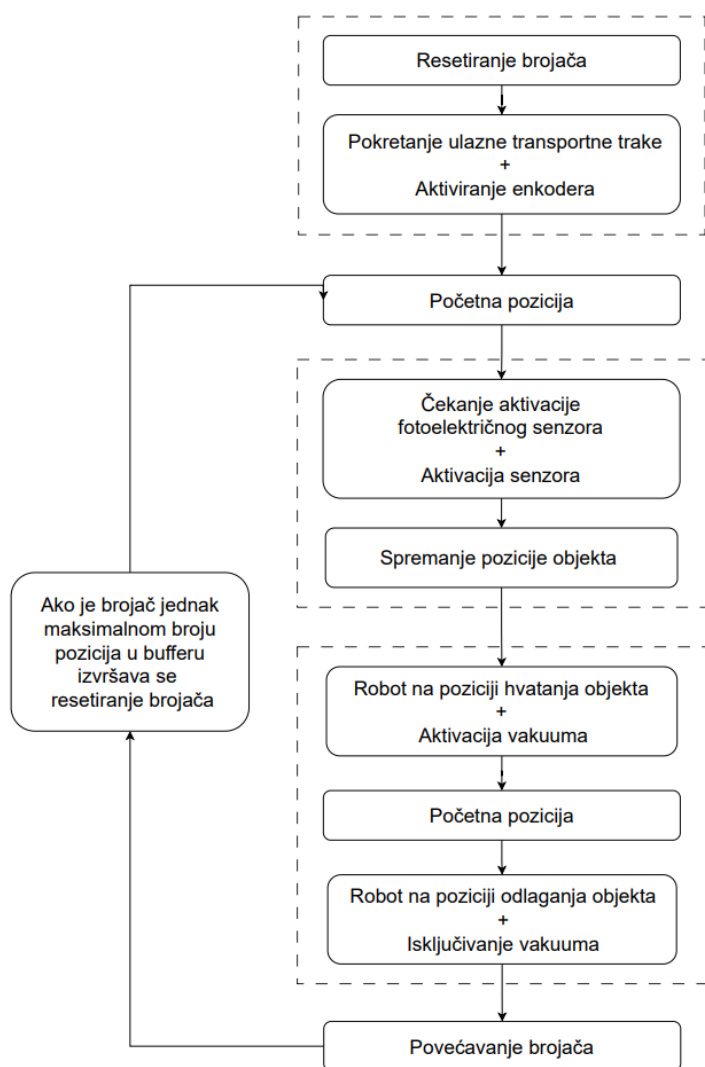 Resetiranje brojača
Pokretanje ulazne transportne trake
+
Aktiviranje enkodera
Početna pozicija
Čekanje aktivacije
fotoelektričnog senzora
+
Aktivacija senzora
Spremanje pozicije objekta
Ako je brojač jednak
maksimalnom broju
pozicija u bufferu
izvršava se
resetiranje brojača
Robot na poziciji hvatanja objekta
+
Aktivacija vakuuma
Početna pozicija
Robot na poziciji odlaganja objekta
+
Isključivanje vakuuma
Povećavanje brojača